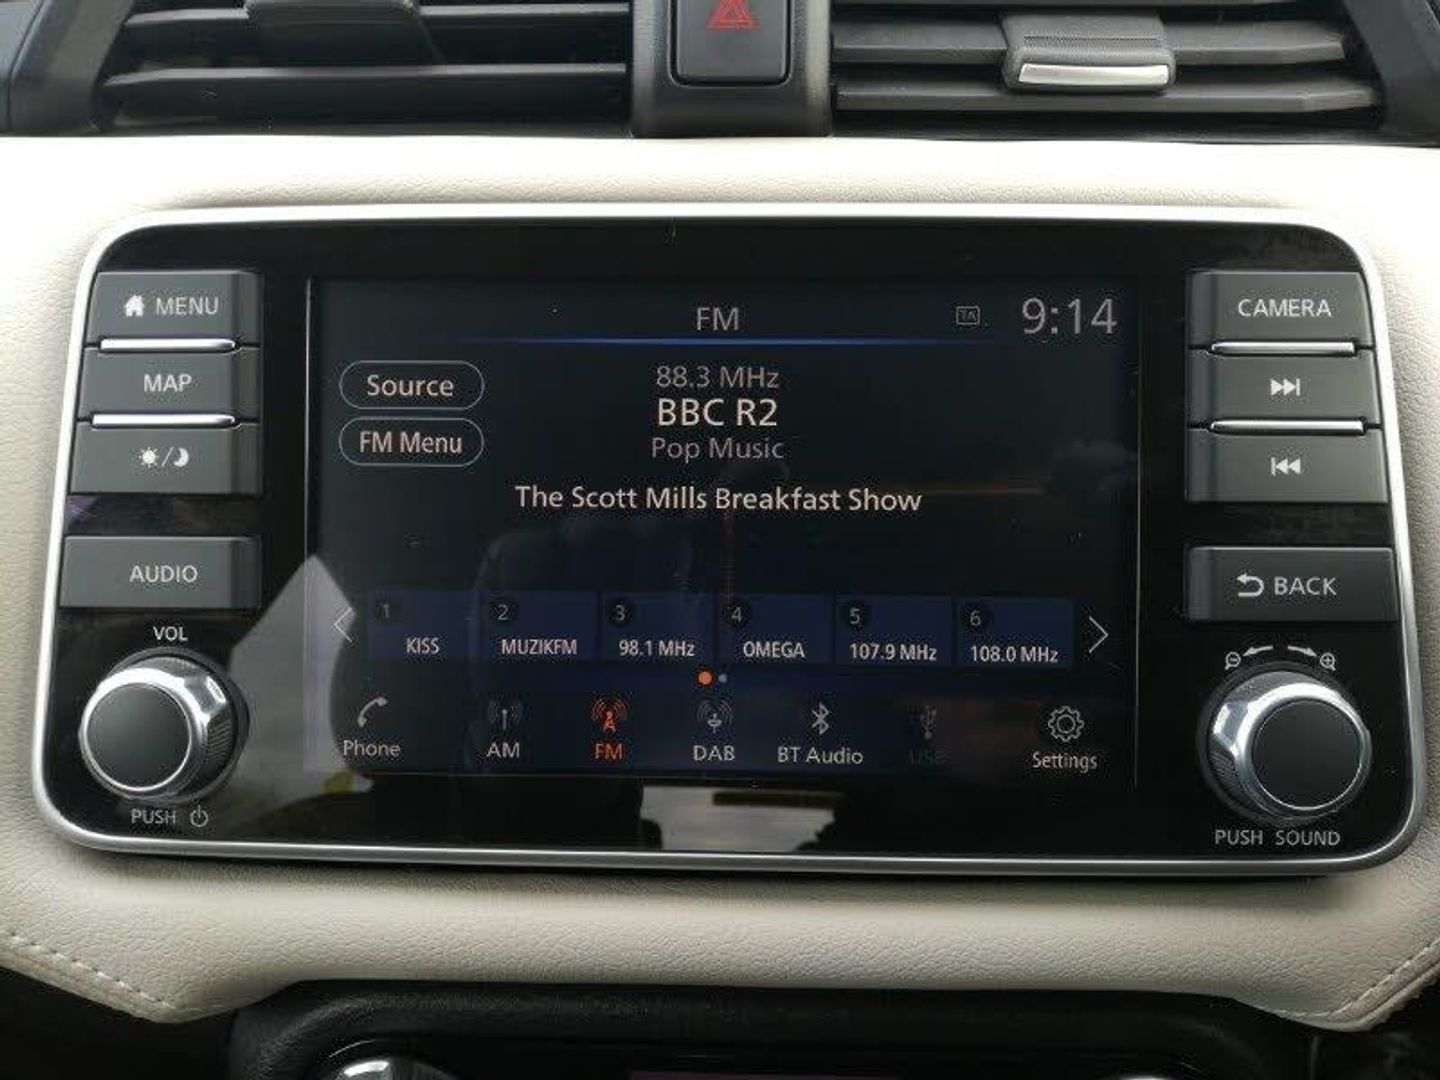 MENU
MAP
AUDIO
VOL
PUSH
FM
TA
9:14
Source
FM Menu
88.3 MHz
BBC R2
Pop Music
The Scott Mills Breakfast Show
1 KISS
2 MUZIKFM
3 98.1 MHz
4 OMEGA
5 107.9 MHz
6 108.0 MHz
Phone
AM
FM
DAB
BT Audio
USB
Settings
CAMERA
BACK
PUSH SOUND